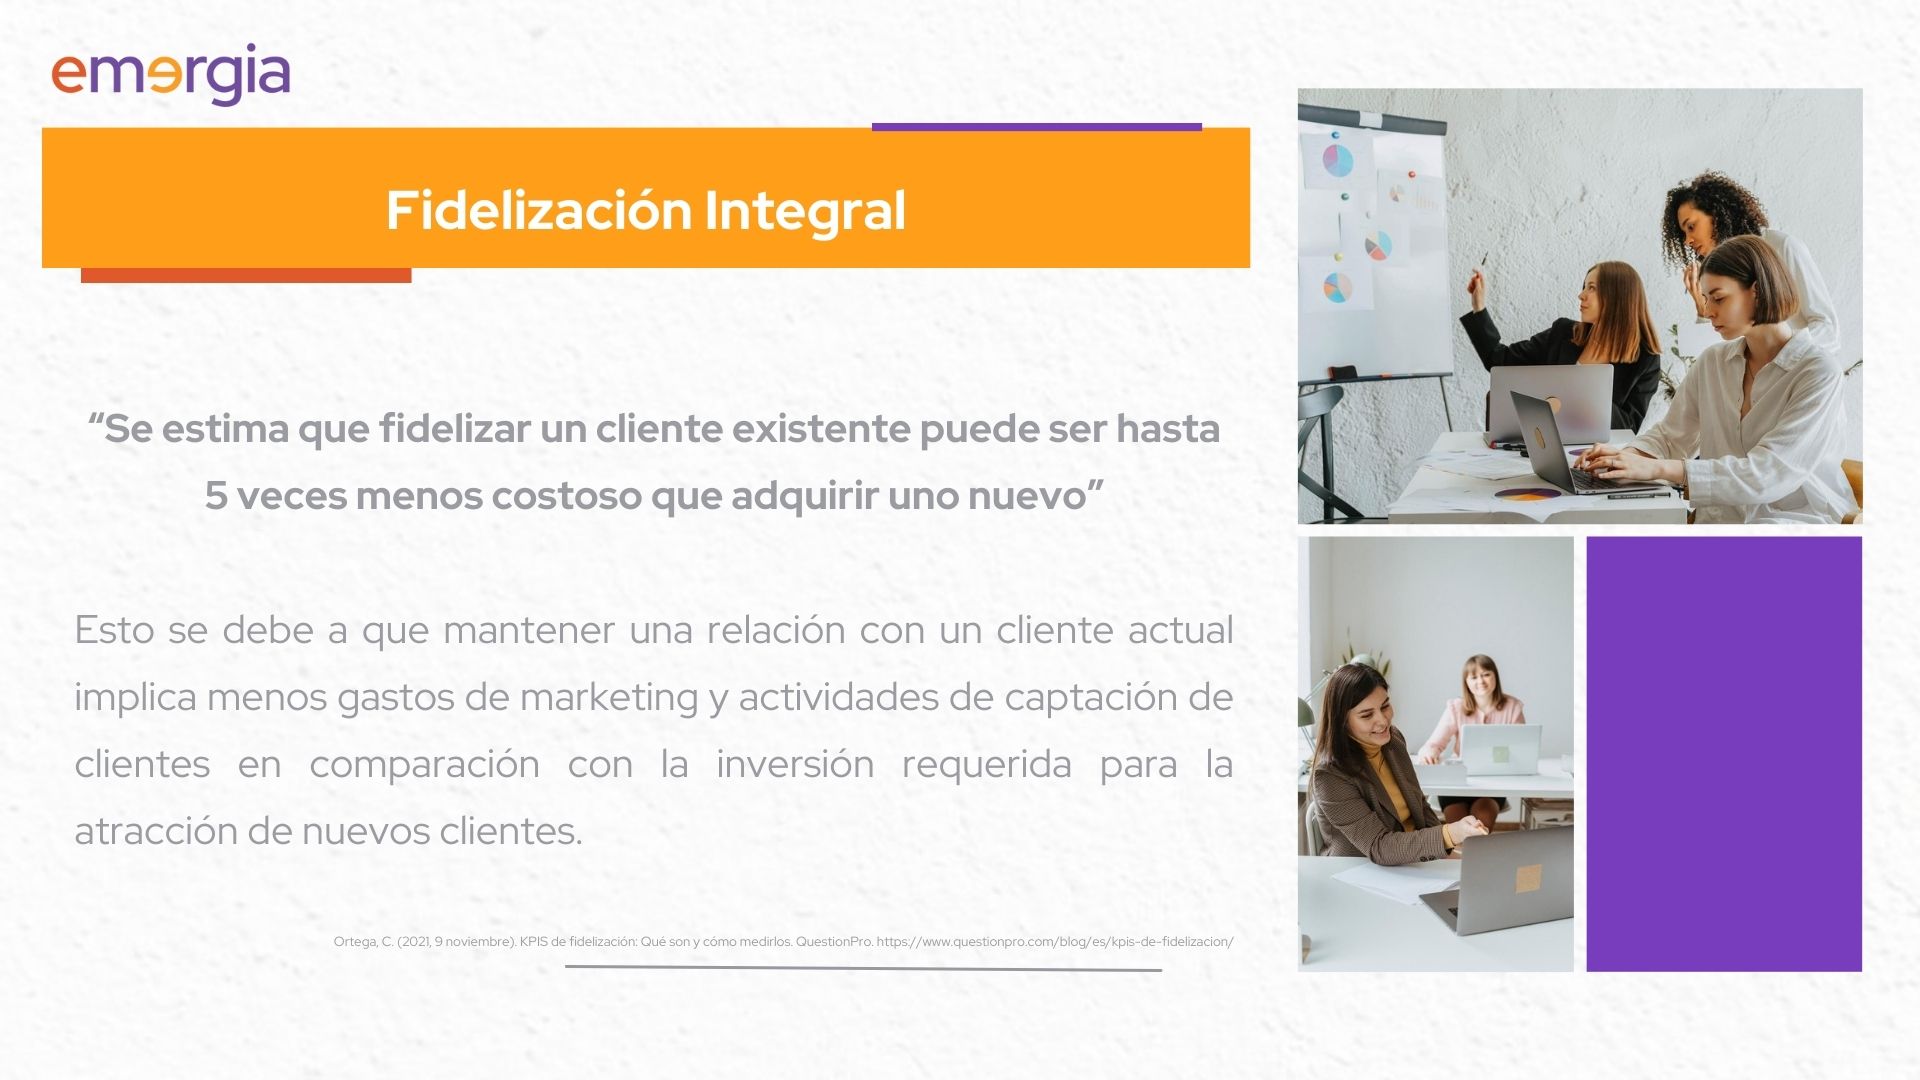 emergia
Fidelización Integral
“Se estima que fidelizar un cliente existente puede ser hasta
5 veces menos costoso que adquirir uno nuevo”
Esto se debe a que mantener una relación con un cliente actual
implica menos gastos de marketing y actividades de captación de
clientes en comparación con la inversión requerida para la
atracción de nuevos clientes.
Ortega, C. (2021, 9 noviembre). KPIS de fidelización: Qué son y cómo medirlos. QuestionPro. https://www.questionpro.com/blog/es/kpis-de-fidelizacion/